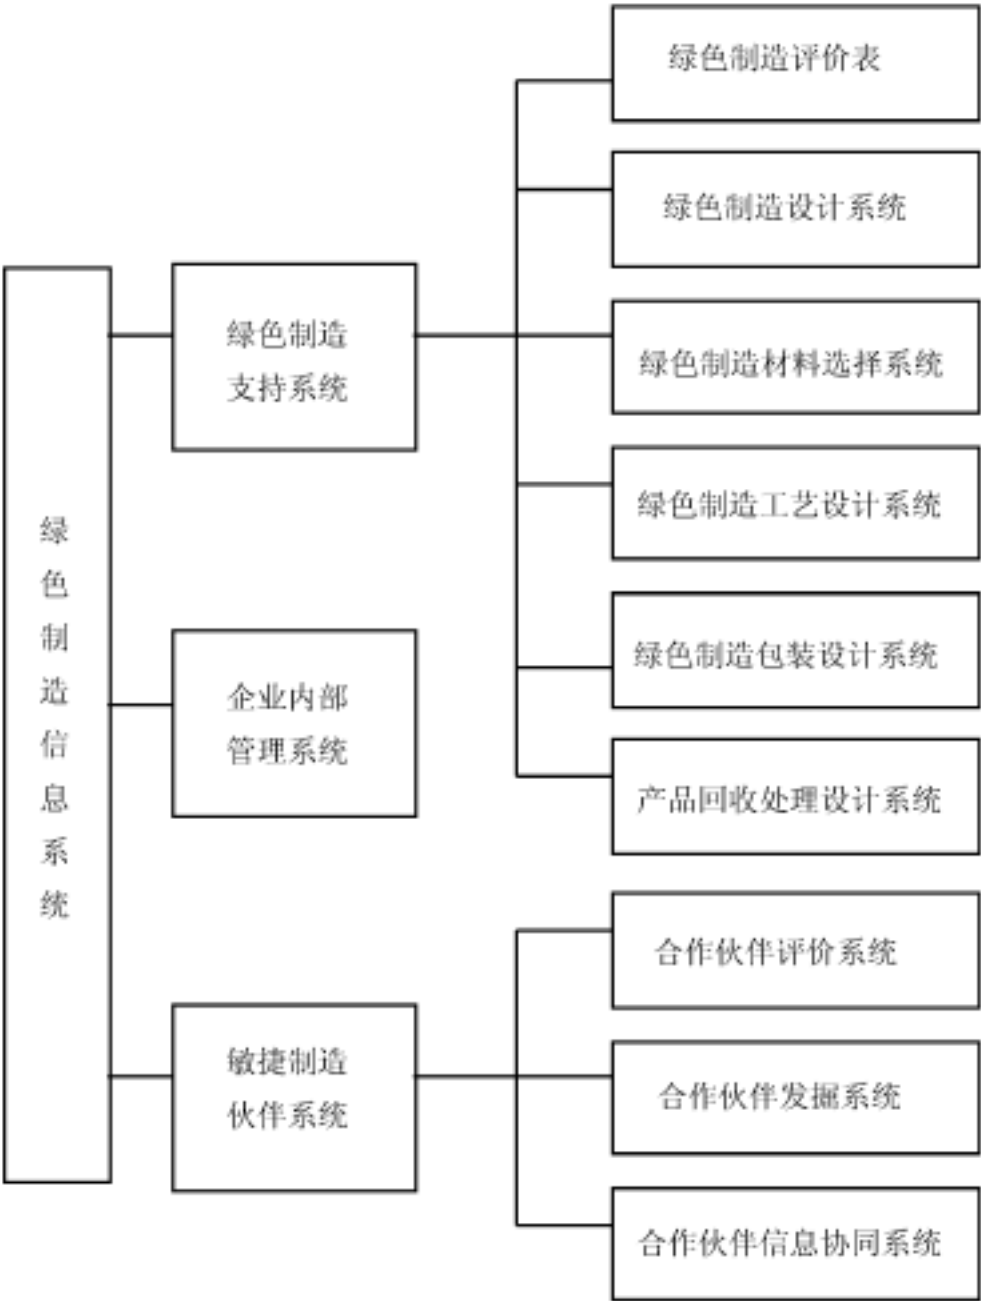 绿色制造信息系统
绿色制造
支持系统
企业内部
管理系统
敏捷制造
伙伴系统
绿色制造评价表
绿色制造设计系统
绿色制造材料选择系统
绿色制造工艺设计系统
绿色制造包装设计系统
产品回收处理设计系统
合作伙伴评价系统
合作伙伴发掘系统
合作伙伴信息协同系统